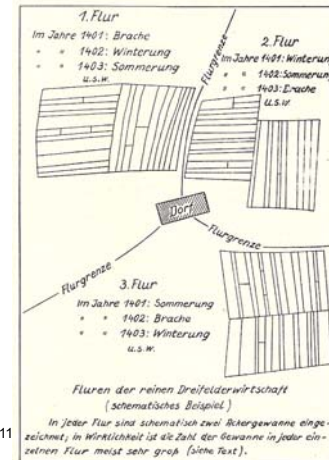 1. Flur
Im Jahre 1401: Brache
" " 1402: Winterung
" " 1403: Sommerung
u.s.w.
Flurgrenze
2. Flur
Im Jahre 1401: Winterung
" " 1402: Sommerung
" " 1403: Brache
u.s.w.
Dorf
Flurgrenze
Flurgrenze
3. Flur
Im Jahre 1401: Sommerung
" " 1402: Brache
" " 1403: Winterung
u.s.w.
Fluren der reinen Dreifelderwirtschaft
(schematisches Beispiel)
In jeder Flur sind schematisch zwei Ackergewanne einge-
zeichnet; in Wirklichkeit ist die Zahl der Gewanne in jeder ein-
zelnen Flur meist sehr groß (siehe Text).
11